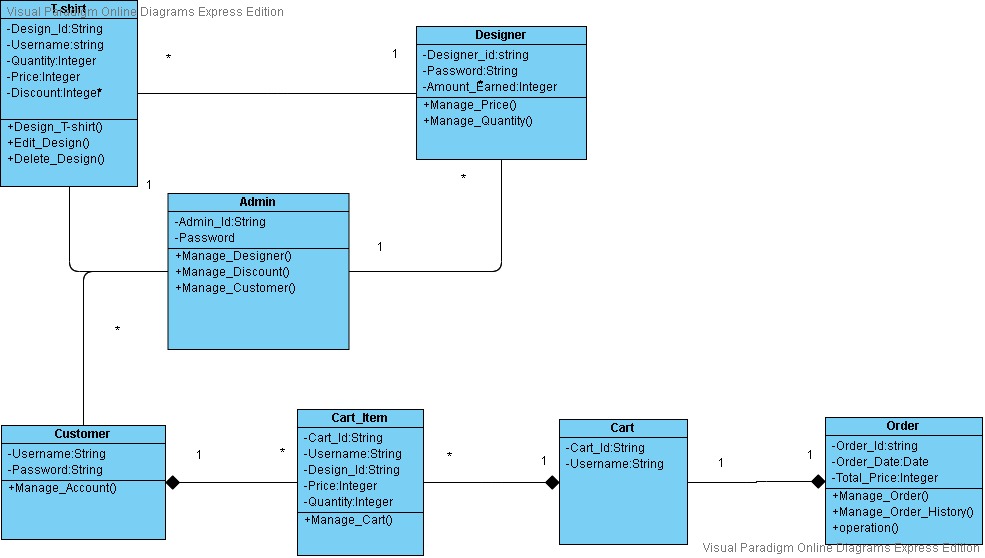 Visual Paradigm Online Diagrams Express Edition
T-shirt
-Design_Id:String
-Username:string
-Quantity:Integer
-Price:Integer
-Discount:Integer
*
+Design_T-shirt()
+Edit_Design()
+Delete_Design()
*
1
Designer
-Designer_id:string
-Password:String
-Amount_Earned:Integer
*
+Manage_Price()
+Manage_Quantity()
1
*
Admin
-Admin_Id:String
-Password
+Manage_Designer()
+Manage_Discount()
+Manage_Customer()
1
*
Customer
-Username:String
-Password:String
+Manage_Account()
1
*
Cart_Item
-Cart_Id:String
-Username:String
-Design_Id:String
-Price:Integer
-Quantity:Integer
+Manage_Cart()
*
1
Cart
-Cart_Id:String
-Username:String
1
1
Order
-Order_Id:string
-Order_Date:Date
-Total_Price:Integer
+Manage_Order()
+Manage_Order_History()
+operation()
Visual Paradigm Online Diagrams Express Edition